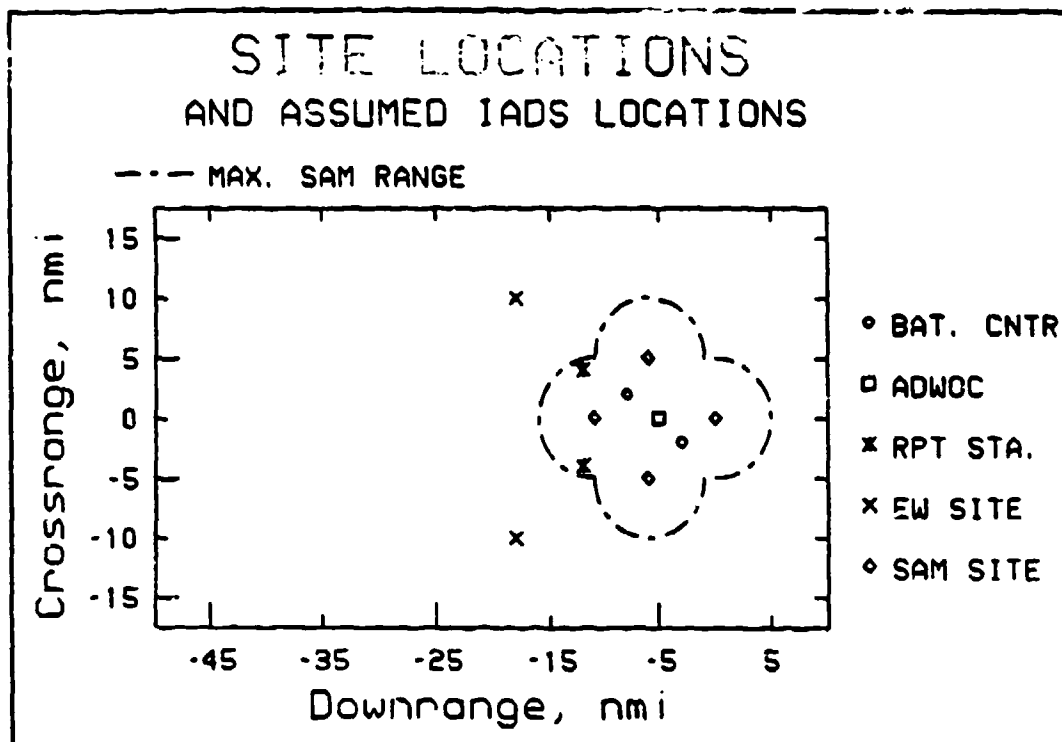 SITE LOCATIONS
AND ASSUMED IADS LOCATIONS
MAX. SAM RANGE
Crossrange, nmi
15
10
5
0
-5
-10
-15
BAT. CNTR
ADWOC
RPT STA.
EW SITE
SAM SITE
-45 -35 -25 -15 -5 5
Downrange, nmi